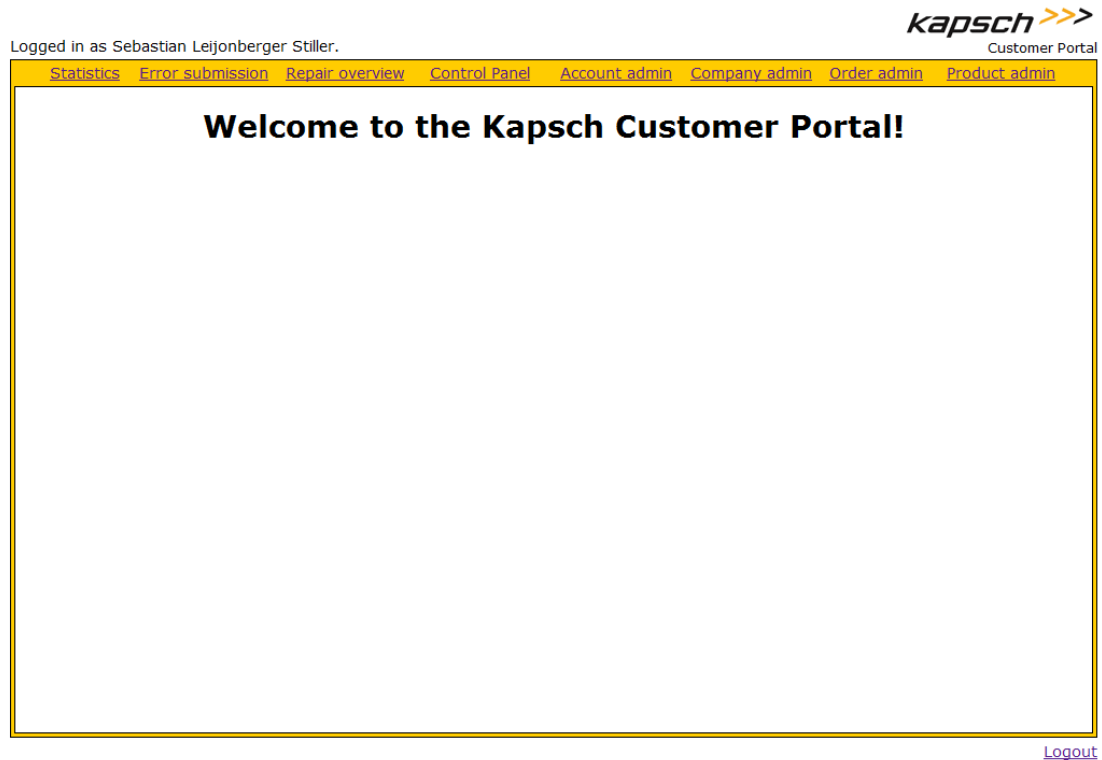 kapsch >>>
Logged in as Sebastian Leijonberger Stiller.
Customer Portal
Statistics Error submission Repair overview Control Panel Account admin Company admin Order admin Product admin
Welcome to the Kapsch Customer Portal!
Logout